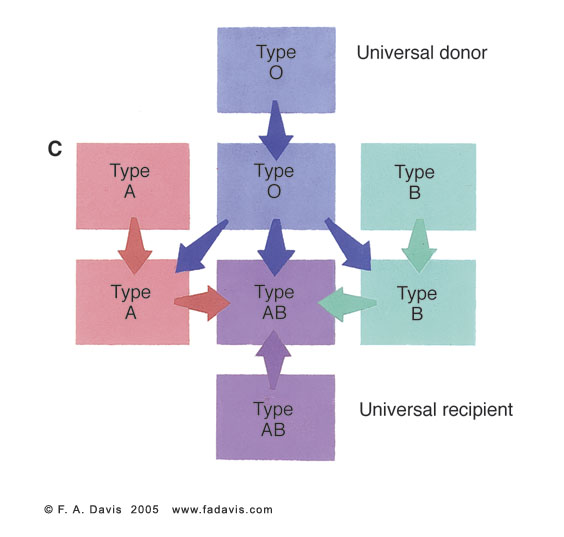 Type
O
Universal donor
C
Type
A
Type
O
Type
B
Type
A
Type
AB
Type
B
Type
AB
Universal recipient
© F. A. Davis 2005 www.fadavis.com